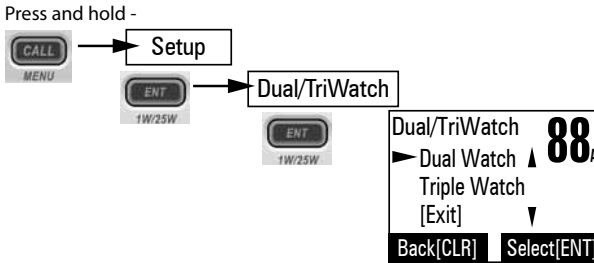 Press and hold -
CALL
MENU
Setup
ENT
1W/25W
Dual/TriWatch
ENT
1W/25W
Dual/TriWatch 88A
Dual Watch
Triple Watch
[Exit]
Back[CLR] Select[ENT]